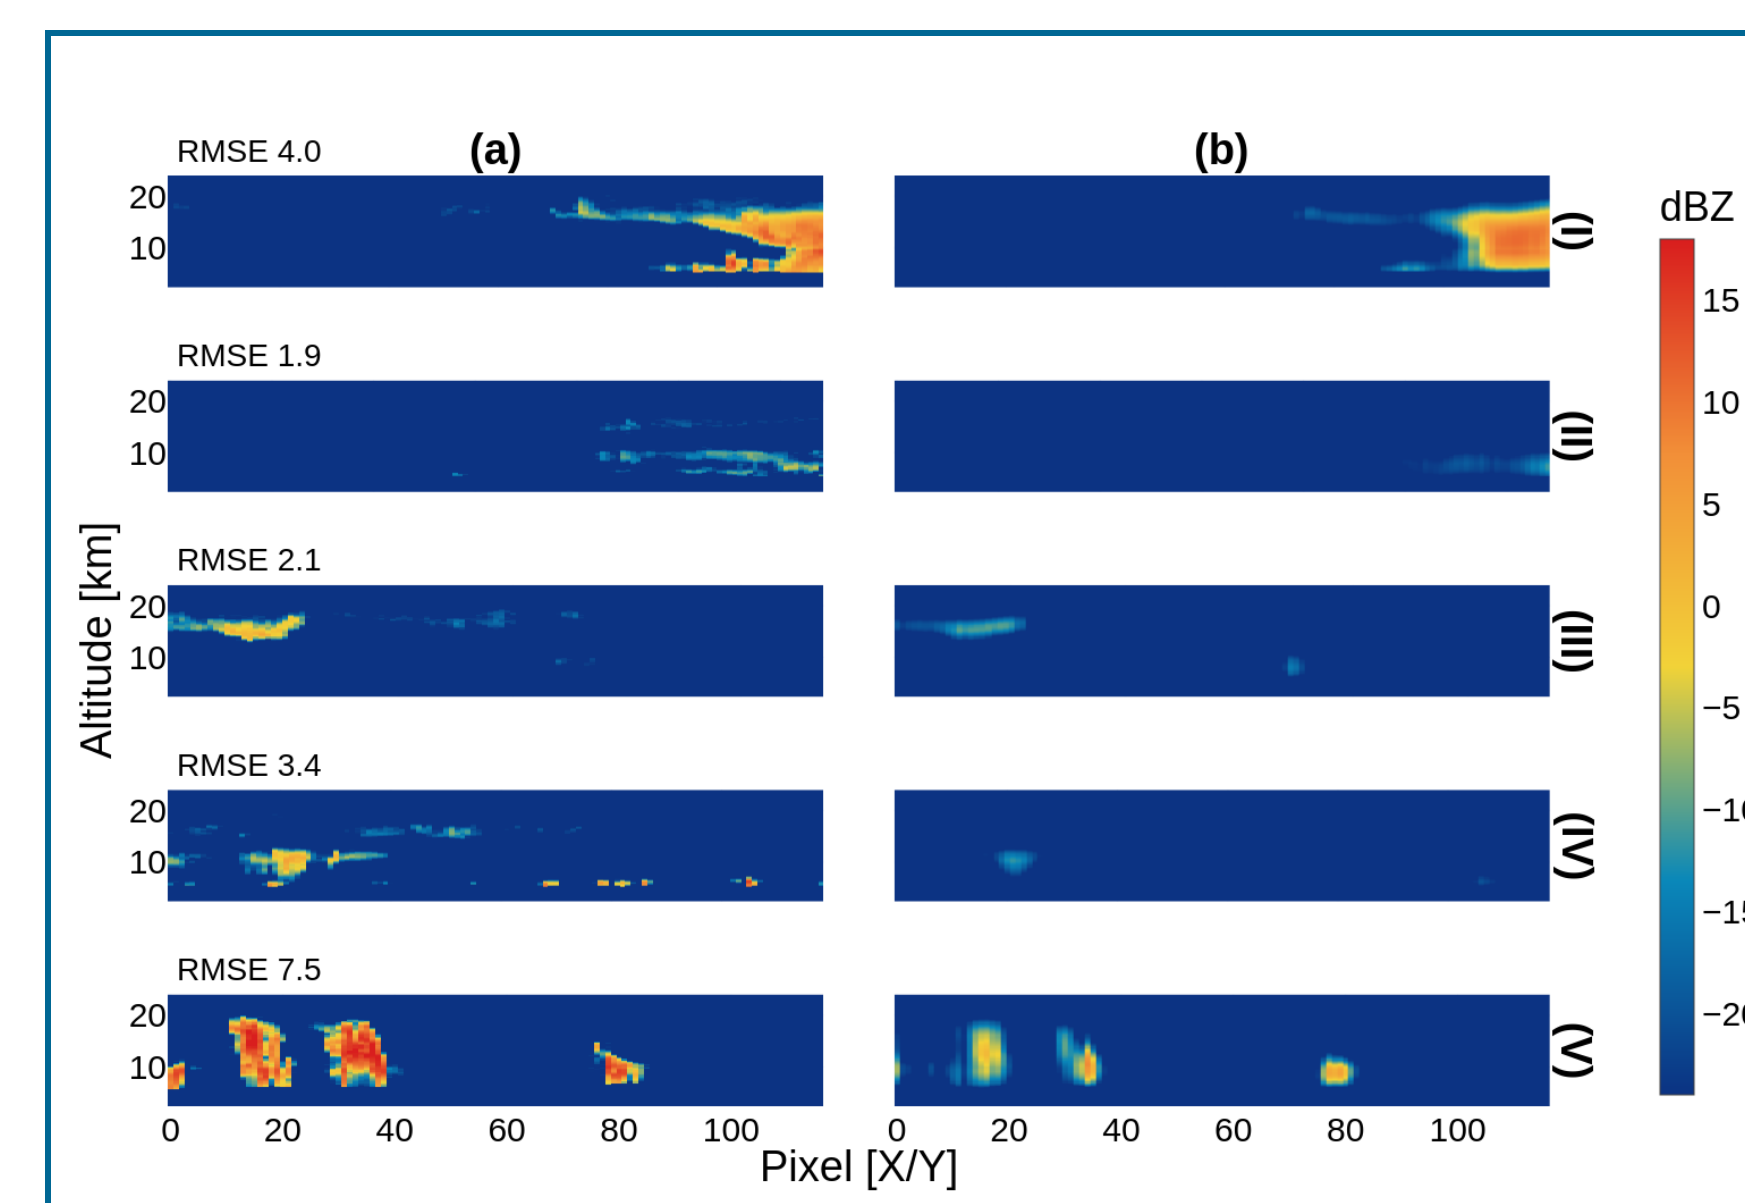 (a)
(b)
RMSE 4.0
20
10
(I)
dBZ
RMSE 1.9
20
10
(II)
RMSE 2.1
20
10
(III)
RMSE 3.4
20
10
(IV)
RMSE 7.5
20
10
(V)
Altitude [km]
0 20 40 60 80 100
0 20 40 60 80 100
Pixel [X/Y]
15
10
5
0
−5